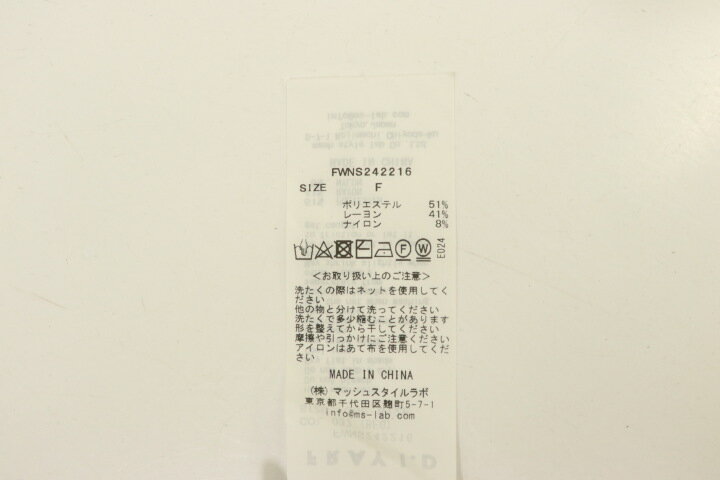 FWNS242216
SIZE F
ポリエステル 51%
レーヨン 41%
ナイロン 8%
F W E024
<お取り扱い上のご注意>
洗たくの際はネットを使用してく
ださい
他の物と分けて洗ってください
洗たくで多少縮むことがあります
形を整えてから干してください
摩擦や引っかけにご注意ください
アイロンはあて布を使用してくださ
い
MADE IN CHINA
(株)マッシュスタイルラボ
東京都千代田区麹町5-7-1
info@ms-lab.com
FWNS242216
FRAY I.D